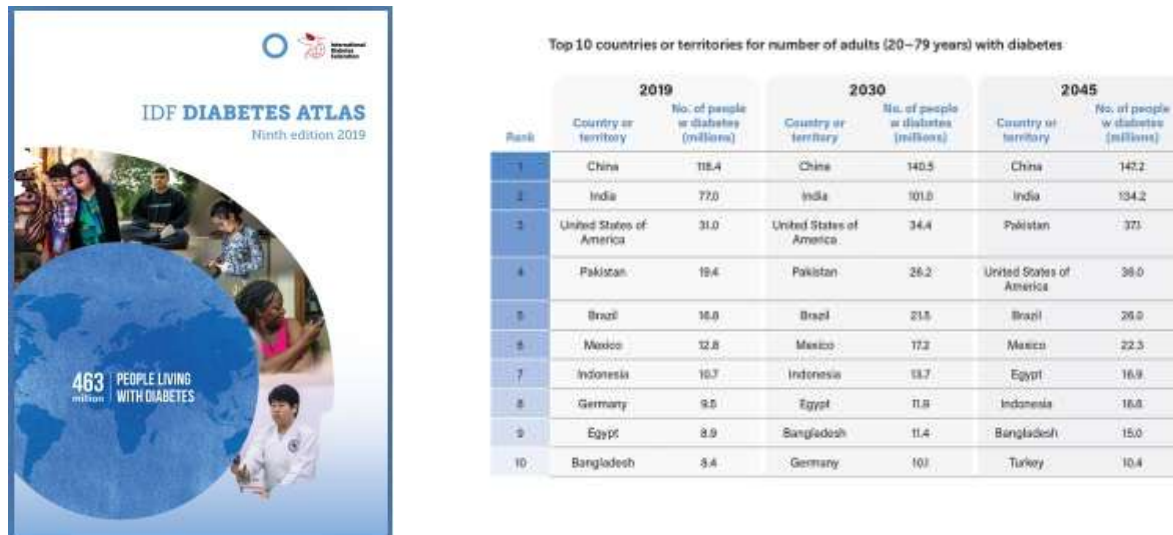 International
Diabetes
Federation
IDF DIABETES ATLAS
Ninth edition 2019
463 million
PEOPLE LIVING
WITH DIABETES
Top 10 countries or territories for number of adults (20–79 years) with diabetes
2019 2030 2045
Rank Country or territory No. of people w diabetes (millions) Country or territory No. of people w diabetes (millions) Country or territory No. of people w diabetes (millions)
1 China 116.4 China 140.5 China 147.2
2 India 77.0 India 101.0 India 134.2
3 United States of America 31.0 United States of America 34.4 Pakistan 37.1
4 Pakistan 19.4 Pakistan 26.2 United States of America 36.0
5 Brazil 16.8 Brazil 21.5 Brazil 26.0
6 Mexico 12.8 Mexico 17.2 Mexico 22.3
7 Indonesia 10.7 Indonesia 13.7 Egypt 16.9
8 Germany 9.5 Egypt 11.9 Indonesia 16.6
9 Egypt 8.9 Bangladesh 11.4 Bangladesh 15.0
10 Bangladesh 8.4 Germany 10.1 Turkey 10.4